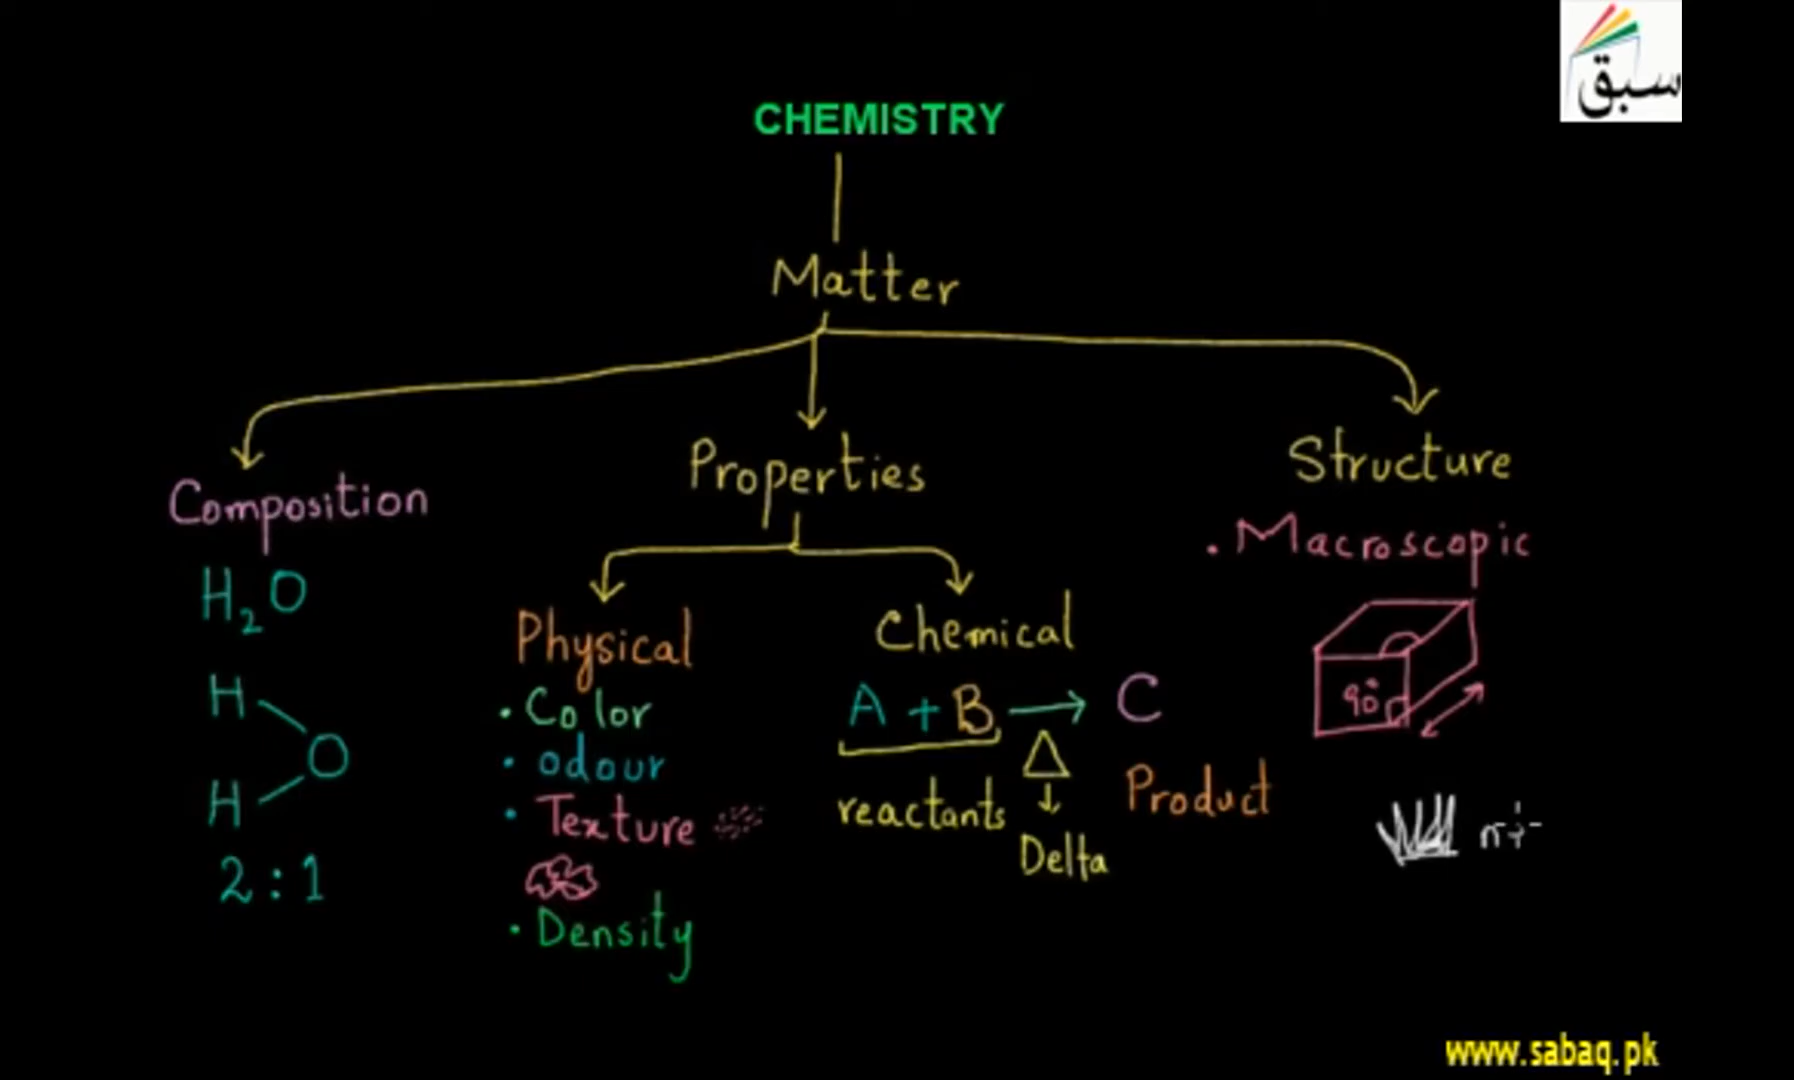 سبق
CHEMISTRY
Matter
Composition
Properties
Structure
H₂O
Physical
Chemical
• Macroscopic
H
O
H
2 : 1
• Color
• odour
• Texture
• Density
A + B → C
Δ
reactants
Delta
Product
90°
www.sabaq.pk